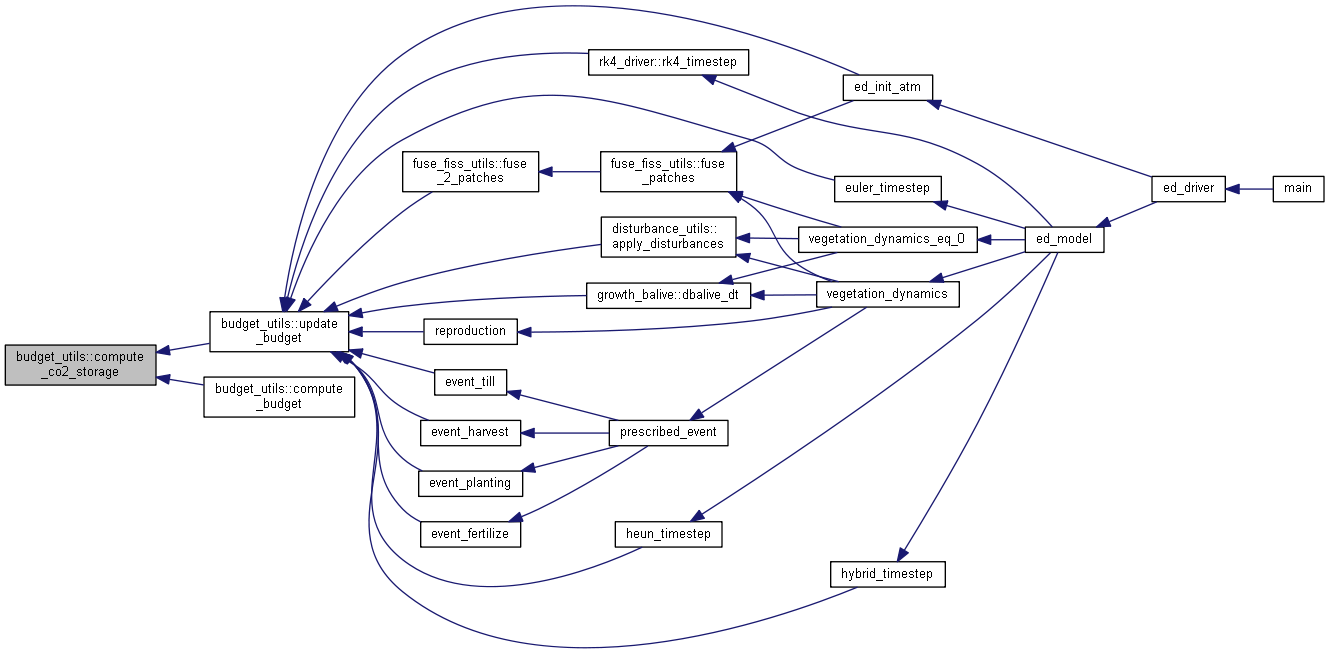 rk4_driver::rk4_timestep
ed_init_atm
fuse_fiss_utils::fuse
_2_patches
fuse_fiss_utils::fuse
_patches
euler_timestep
ed_driver
main
disturbance_utils::
apply_disturbances
vegetation_dynamics_eq_0
ed_model
growth_balive::dbalive_dt
vegetation_dynamics
budget_utils::update
_budget
reproduction
budget_utils::compute
_co2_storage
budget_utils::compute
_budget
event_till
event_harvest
prescribed_event
event_planting
event_fertilize
heun_timestep
hybrid_timestep